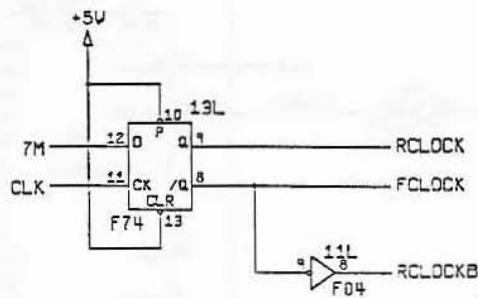 +5V
10 13L
P
7M 12 D Q 9 RCLOCK
CLK 11 CK /Q 8 FCLOCK
CLR
F74 13
9 11L 8 RCLOCKB
F04